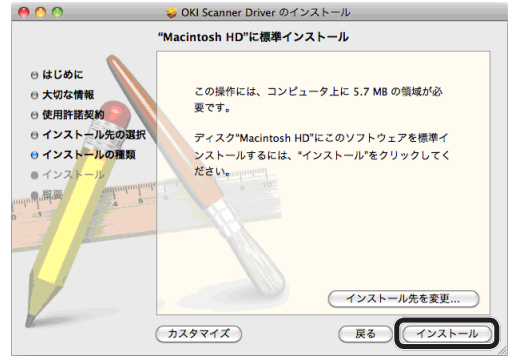 OKI Scanner Driver のインストール
"Macintosh HD"に標準インストール
はじめに
大切な情報
使用許諾契約
インストール先の選択
インストールの種類
インストール
概要
この操作には、コンピュータ上に 5.7 MB の領域が必
要です。
ディスク"Macintosh HD"にこのソフトウェアを標準イ
ンストールするには、"インストール"をクリックしてく
ださい。
インストール先を変更...
カスタマイズ
戻る
インストール